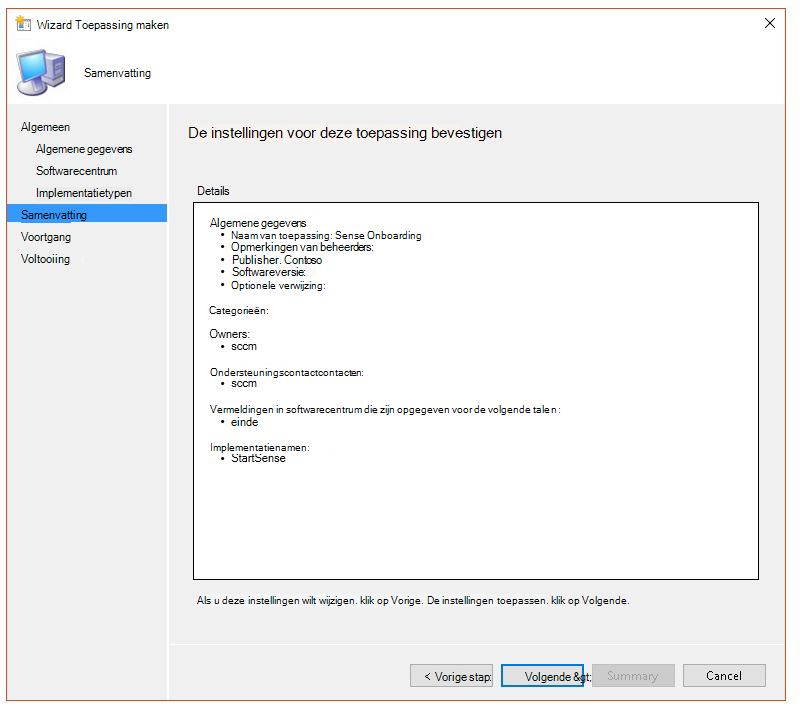 Wizard Toepassing maken
Samenvatting
Algemeen
Algemene gegevens
Softwarecentrum
Implementatietypen
Samenvatting
Voortgang
Voltooiing
De instellingen voor deze toepassing bevestigen
Details
Algemene gegevens
• Naam van toepassing: Sense Onboarding
• Opmerkingen van beheerders:
• Publisher. Contoso
• Softwareversie:
• Optionele verwijzing:
Categorieën:
Owners:
• sccm
Ondersteuningscontactcontacten:
• sccm
Vermeldingen in softwarecentrum die zijn opgegeven voor de volgende talen:
• einde
Implementatienamen:
• StartSense
Als u deze instellingen wilt wijzigen. klik op Vorige. De instellingen toepassen. klik op Volgende.
< Vorige stap: Volgende &gt; Summary Cancel